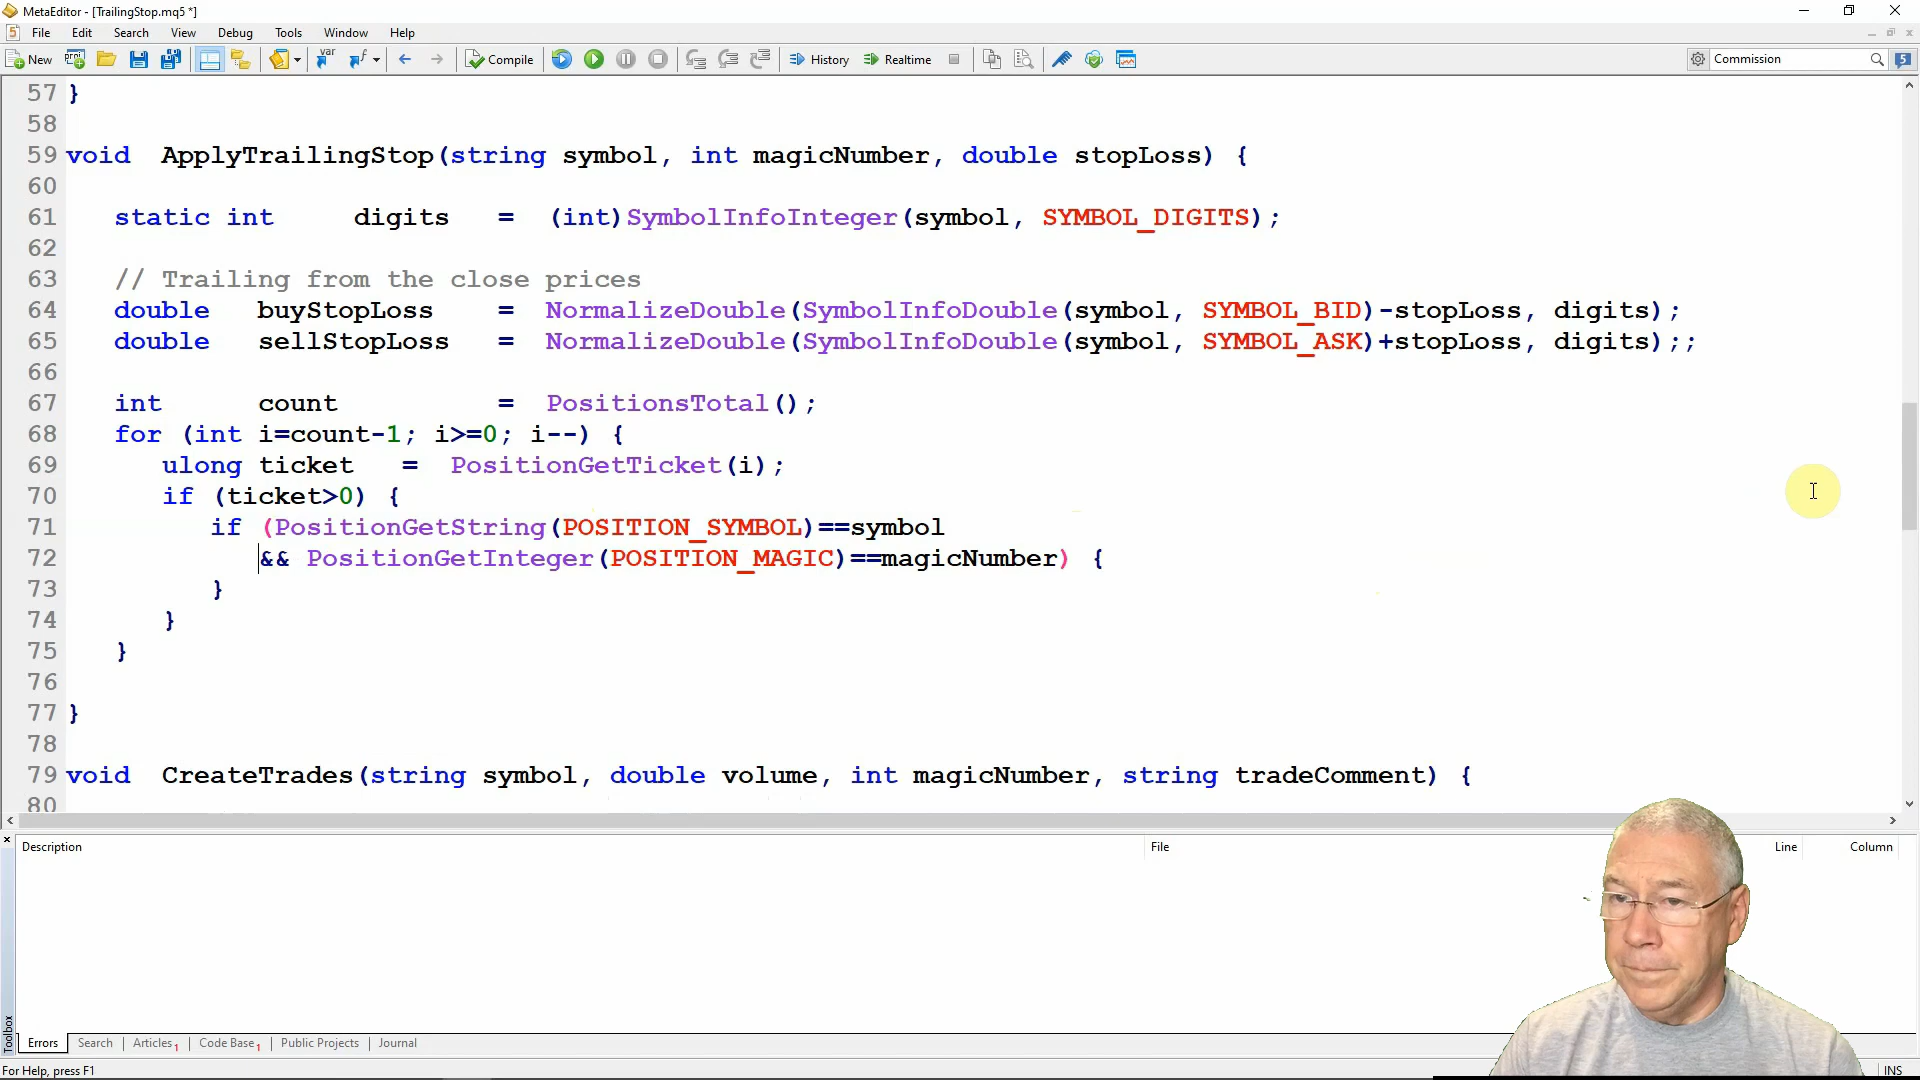 MetaEditor - [TrailingStop.mq5 *]
File Edit Search View Debug Tools Window Help
New Compile History Realtime Commission
57 }
58
59 void ApplyTrailingStop(string symbol, int magicNumber, double stopLoss) {
60
61 static int digits = (int)SymbolInfoInteger(symbol, SYMBOL_DIGITS);
62
63 // Trailing from the close prices
64 double buyStopLoss = NormalizeDouble(SymbolInfoDouble(symbol, SYMBOL_BID)-stopLoss, digits);
65 double sellStopLoss = NormalizeDouble(SymbolInfoDouble(symbol, SYMBOL_ASK)+stopLoss, digits);;
66
67 int count = PositionsTotal();
68 for (int i=count-1; i>=0; i--) {
69 ulong ticket = PositionGetTicket(i);
70 if (ticket>0) {
71 if (PositionGetString(POSITION_SYMBOL)==symbol
72 && PositionGetInteger(POSITION_MAGIC)==magicNumber) {
73 }
74 }
75 }
76
77 }
78
79 void CreateTrades(string symbol, double volume, int magicNumber, string tradeComment) {
80
Description File Line Column
Toolbox
Errors Search Articles 1 Code Base 1 Public Projects Journal
For Help, press F1 INS